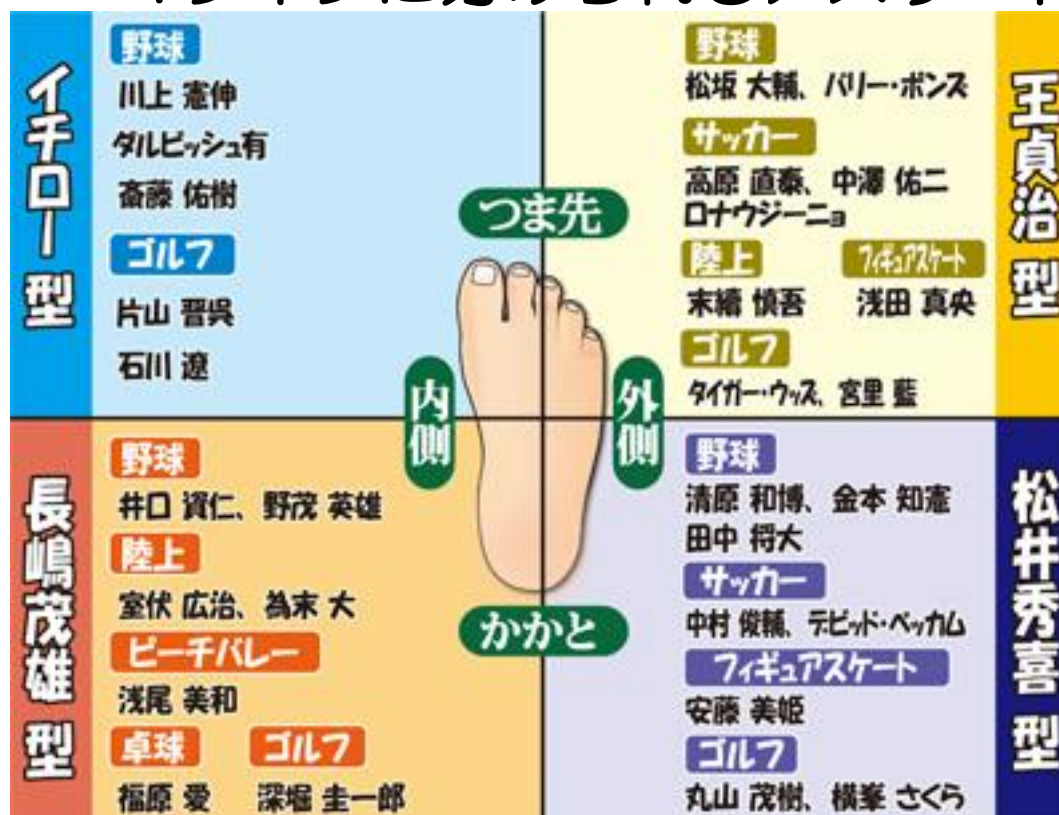 イチロー型
野球
川上 憲伸
ダルビッシュ有
斎藤 佑樹
ゴルフ
片山 晋呉
石川 遼
王貞治 型
野球
松坂 大輔、バリー・ボンズ
サッカー
高原 直泰、中澤 佑二
ロナウジーニョ
陸上 フィギュアスケート
末續 慎吾 浅田 真央
ゴルフ
タイガー・ウッズ、宮里 藍
つま先
内側
外側
かかと
長嶋茂雄 型
野球
井口 資仁、野茂 英雄
陸上
室伏 広治、為末 大
ビーチバレー
浅尾 美和
卓球 ゴルフ
福原 愛 深堀 圭一郎
松井秀喜 型
野球
清原 和博、金本 知憲
田中 将大
サッカー
中村 俊輔、デビッド・ベッカム
フィギュアスケート
安藤 美姫
ゴルフ
丸山 茂樹、横峯 さくら